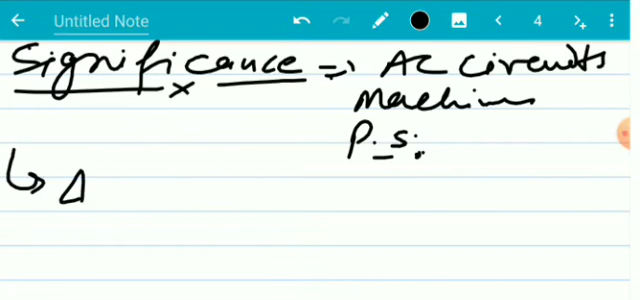 Untitled Note
4
Significance => AC Circuits
Machines
P.S.